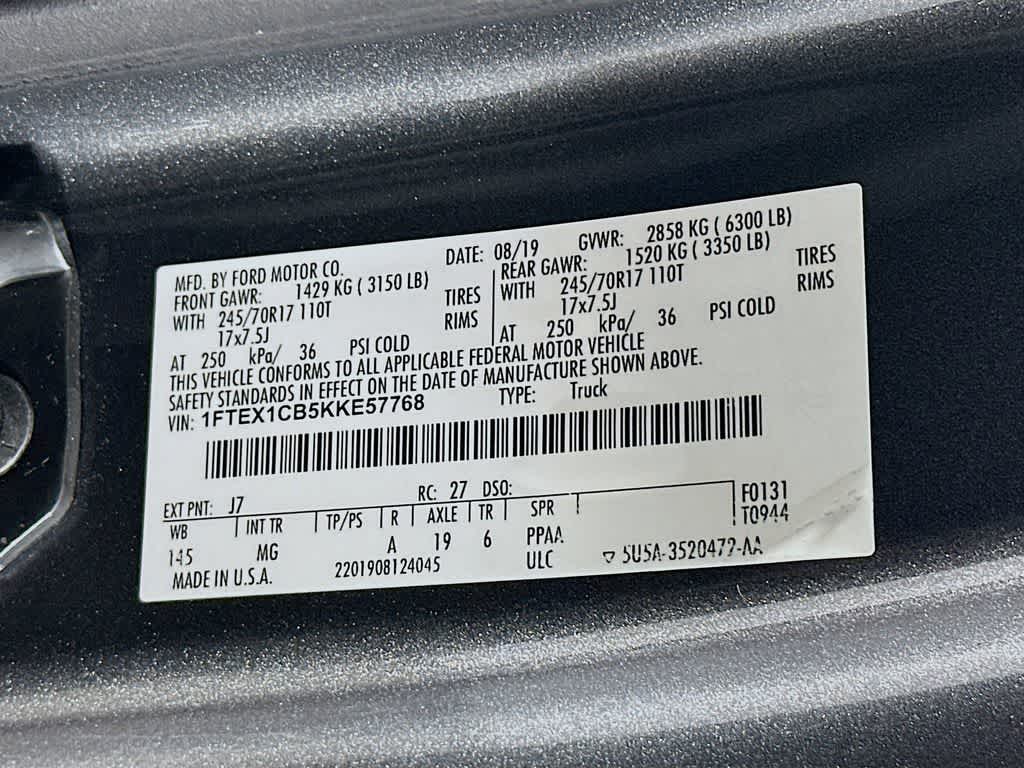 MFD. BY FORD MOTOR CO. DATE: 08/19 GVWR: 2858 KG ( 6300 LB)
FRONT GAWR: 1429 KG ( 3150 LB) REAR GAWR: 1520 KG ( 3350 LB)
WITH 245/70R17 110T TIRES WITH 245/70R17 110T TIRES
17x7.5J RIMS 17x7.5J RIMS
AT 250 kPa/ 36 PSI COLD AT 250 kPa/ 36 PSI COLD
THIS VEHICLE CONFORMS TO ALL APPLICABLE FEDERAL MOTOR VEHICLE
SAFETY STANDARDS IN EFFECT ON THE DATE OF MANUFACTURE SHOWN ABOVE.
VIN: 1FTEX1CB5KKE57768 TYPE: Truck
EXT PNT: J7 RC: 27 DSO: F0131
WB INT TR TP/PS R AXLE TR SPR T0944
145 MG A 19 6 PPAA
MADE IN U.S.A. 2201908124045 ULC 5U5A-3520472-AA